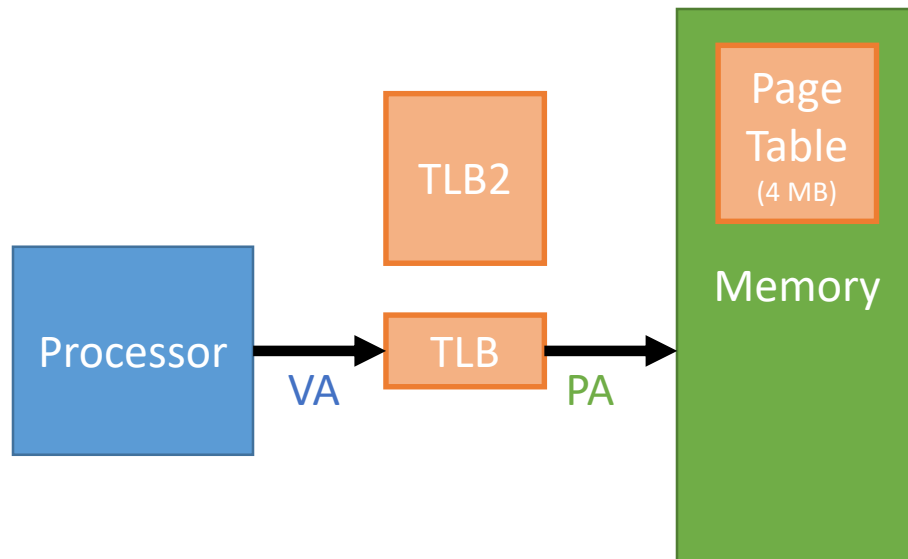 Page
Table
(4 MB)
TLB2
Memory
Processor
TLB
VA
PA